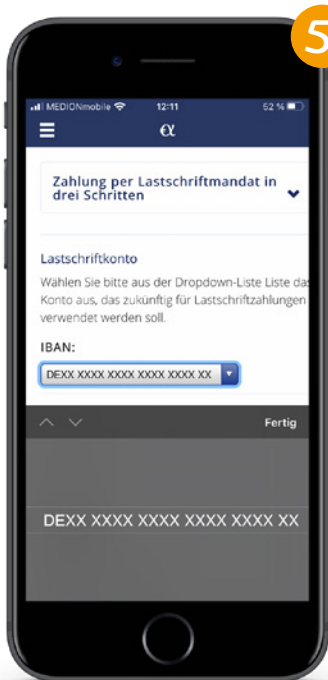 5
MEDIONmobile 12:11 52 %
α
Zahlung per Lastschriftmandat in
drei Schritten
Lastschriftkonto
Wählen Sie bitte aus der Dropdown-Liste Liste das
Konto aus, das zukünftig für Lastschriftzahlungen
verwendet werden soll.
IBAN:
DEXX XXXX XXXX XXXX XXXX XX
Fertig
DEXX XXXX XXXX XXXX XXXX XX